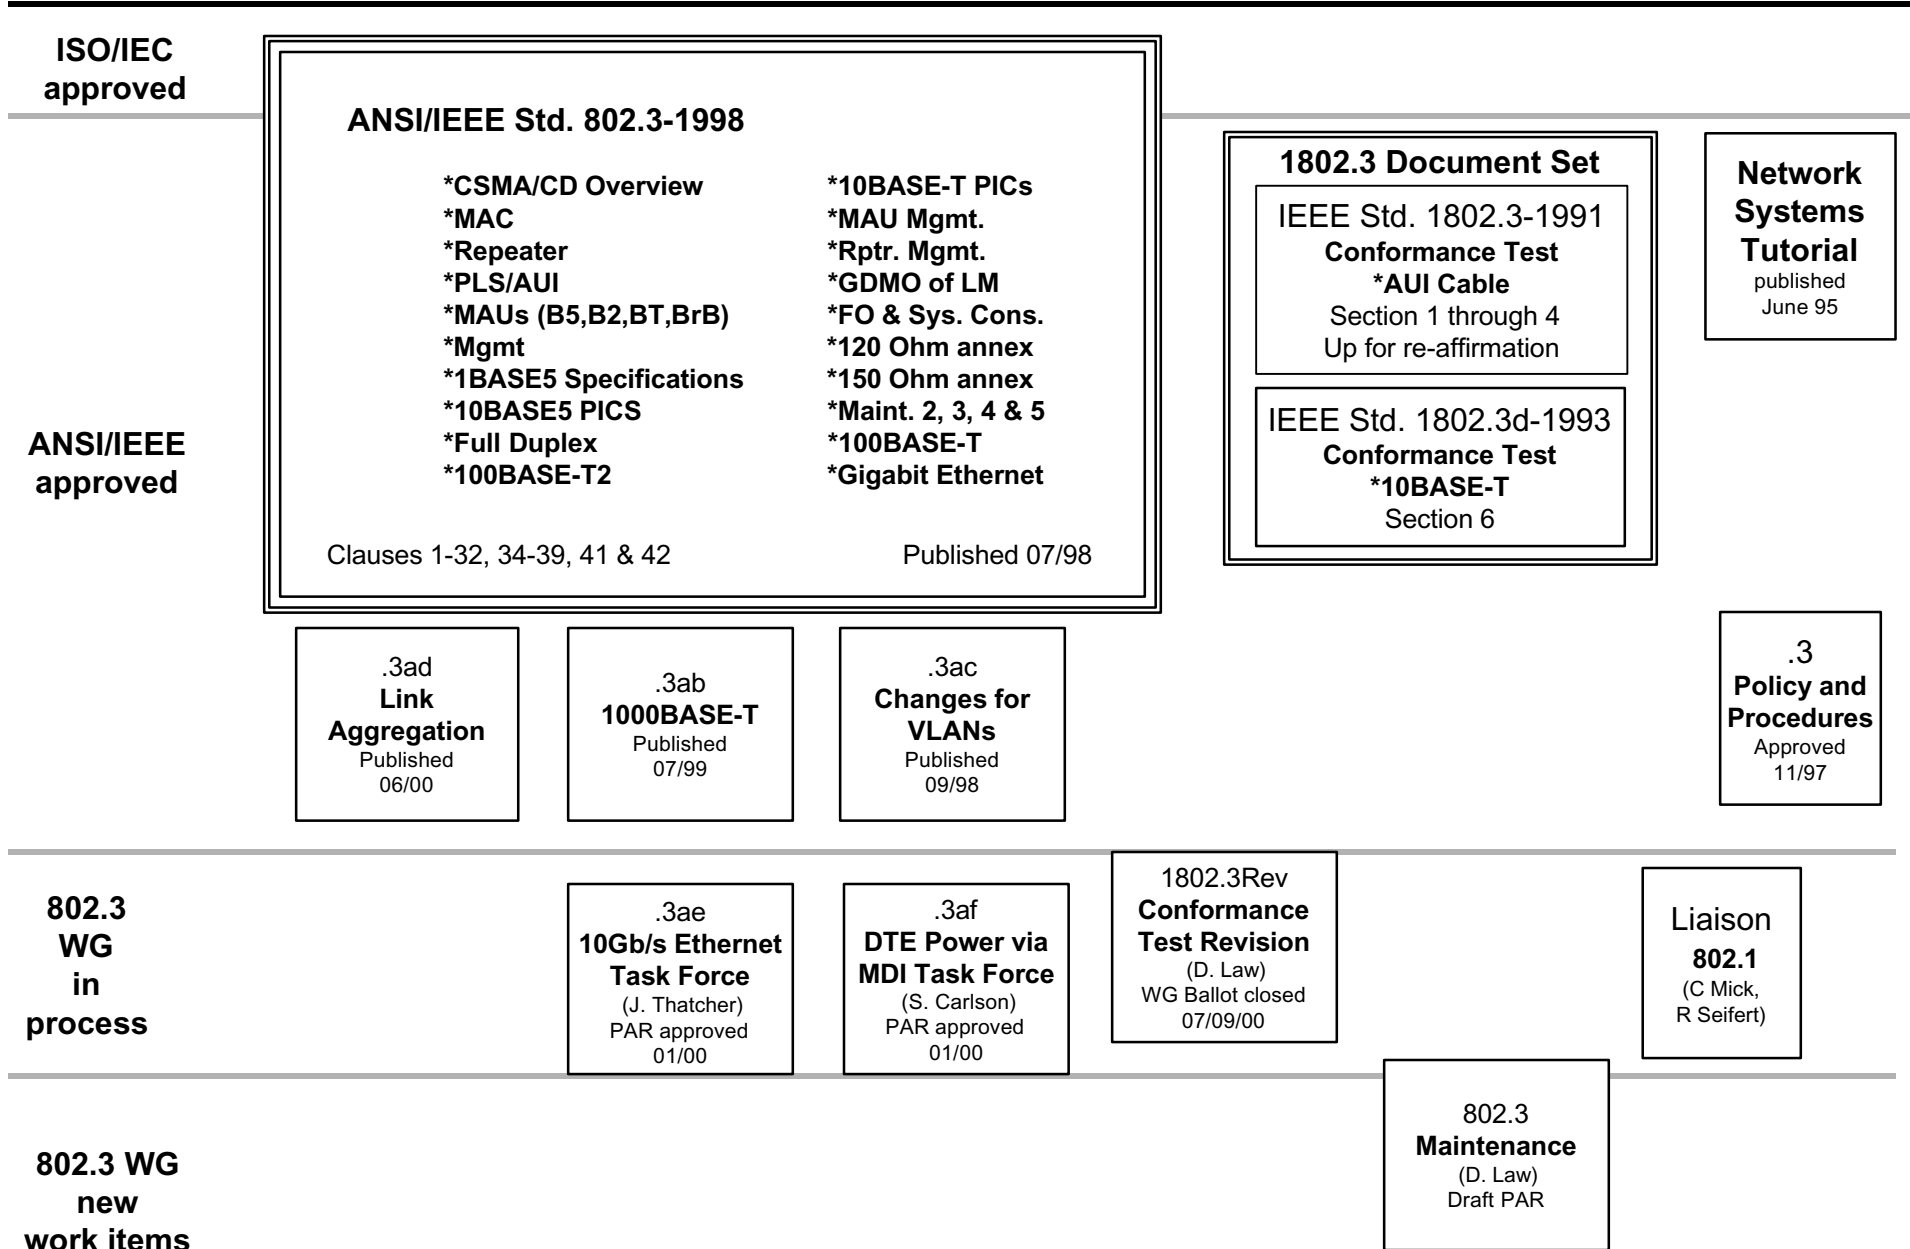 ISO/IEC
approved
ANSI/IEEE Std. 802.3-1998
*CSMA/CD Overview
*MAC
*Repeater
*PLS/AUI
*MAUs (B5,B2,BT,BrB)
*Mgmt
*1BASE5 Specifications
*10BASE5 PICS
*Full Duplex
*100BASE-T2
*10BASE-T PICs
*MAU Mgmt.
*Rptr. Mgmt.
*GDMO of LM
*FO & Sys. Cons.
*120 Ohm annex
*150 Ohm annex
*Maint. 2, 3, 4 & 5
*100BASE-T
*Gigabit Ethernet
Clauses 1-32, 34-39, 41 & 42
Published 07/98
1802.3 Document Set
IEEE Std. 1802.3-1991
Conformance Test
*AUI Cable
Section 1 through 4
Up for re-affirmation
IEEE Std. 1802.3d-1993
Conformance Test
*10BASE-T
Section 6
Network
Systems
Tutorial
published
June 95
ANSI/IEEE
approved
.3ad
Link
Aggregation
Published
06/00
.3ab
1000BASE-T
Published
07/99
.3ac
Changes for
VLANs
Published
09/98
.3
Policy and
Procedures
Approved
11/97
802.3
WG
in
process
.3ae
10Gb/s Ethernet
Task Force
(J. Thatcher)
PAR approved
01/00
.3af
DTE Power via
MDI Task Force
(S. Carlson)
PAR approved
01/00
1802.3Rev
Conformance
Test Revision
(D. Law)
WG Ballot closed
07/09/00
Liaison
802.1
(C Mick,
R Seifert)
802.3 WG
new
work items
802.3
Maintenance
(D. Law)
Draft PAR